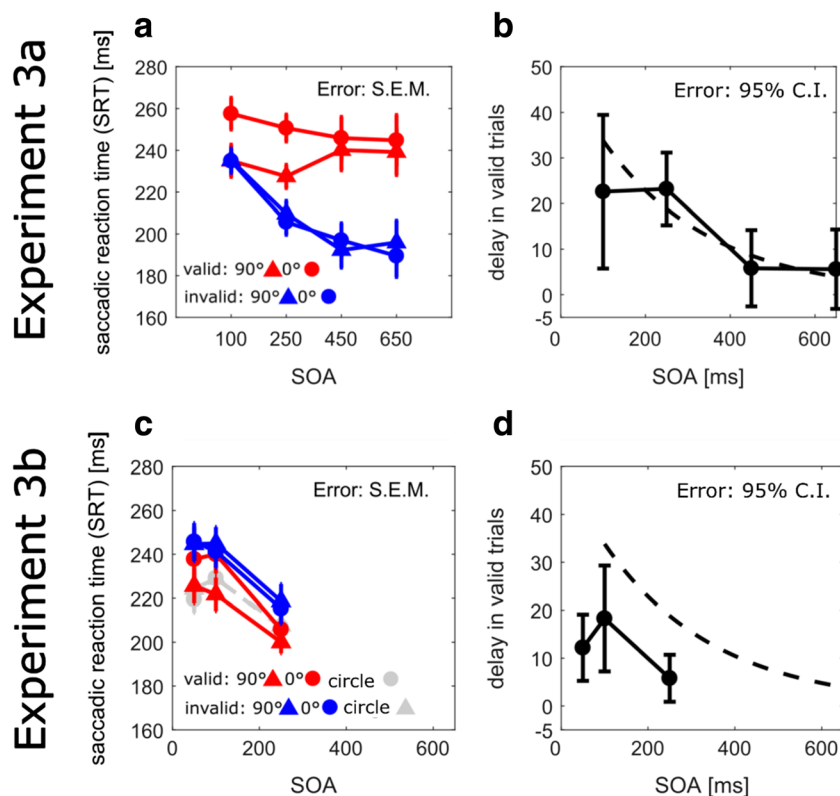 Experiment 3a
a
saccadic reaction time (SRT) [ms]
280
260
240
220
200
180
160
Error: S.E.M.
valid: 90° 0°
invalid: 90° 0°
100 250 450 650
SOA
b
delay in valid trials
50
40
30
20
10
0
-5
Error: 95% C.I.
0 200 400 600
SOA [ms]
Experiment 3b
c
saccadic reaction time (SRT) [ms]
280
260
240
220
200
180
160
Error: S.E.M.
valid: 90° 0° circle
invalid: 90° 0° circle
0 200 400 600
SOA
d
delay in valid trials
50
40
30
20
10
0
-5
Error: 95% C.I.
0 200 400 600
SOA [ms]